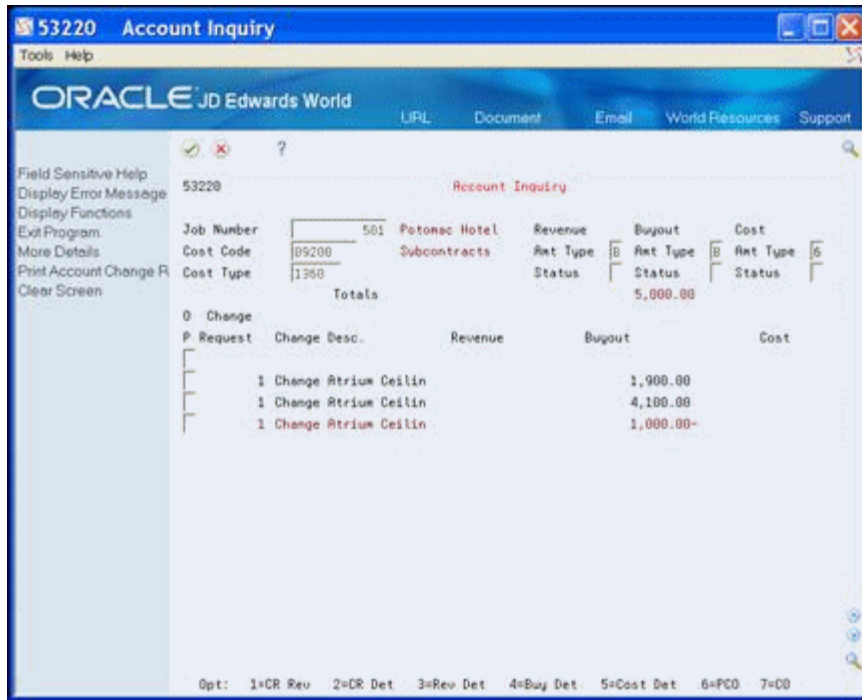 53220 Account Inquiry
Tools Help
ORACLE JD Edwards World
URL Document Email World Resources Support
?
Field Sensitive Help
Display Error Message
Display Functions
Exit Program
More Details
Print Account Change R
Clear Screen
53220 Account Inquiry
Job Number 501 Potomac Hotel Revenue Buyout Cost
Cost Code 09200 Subcontracts Amt Type B Amt Type B Amt Type 6
Cost Type 1360 Status Status Status
Totals 5,000.00
O Change
P Request Change Desc. Revenue Buyout Cost
1 Change Atrium Ceilin 1,900.00
1 Change Atrium Ceilin 4,100.00
1 Change Atrium Ceilin 1,000.00-
Opt: 1=CR Rev 2=CR Det 3=Rev Det 4=Buy Det 5=Cost Det 6=PCO 7=CO